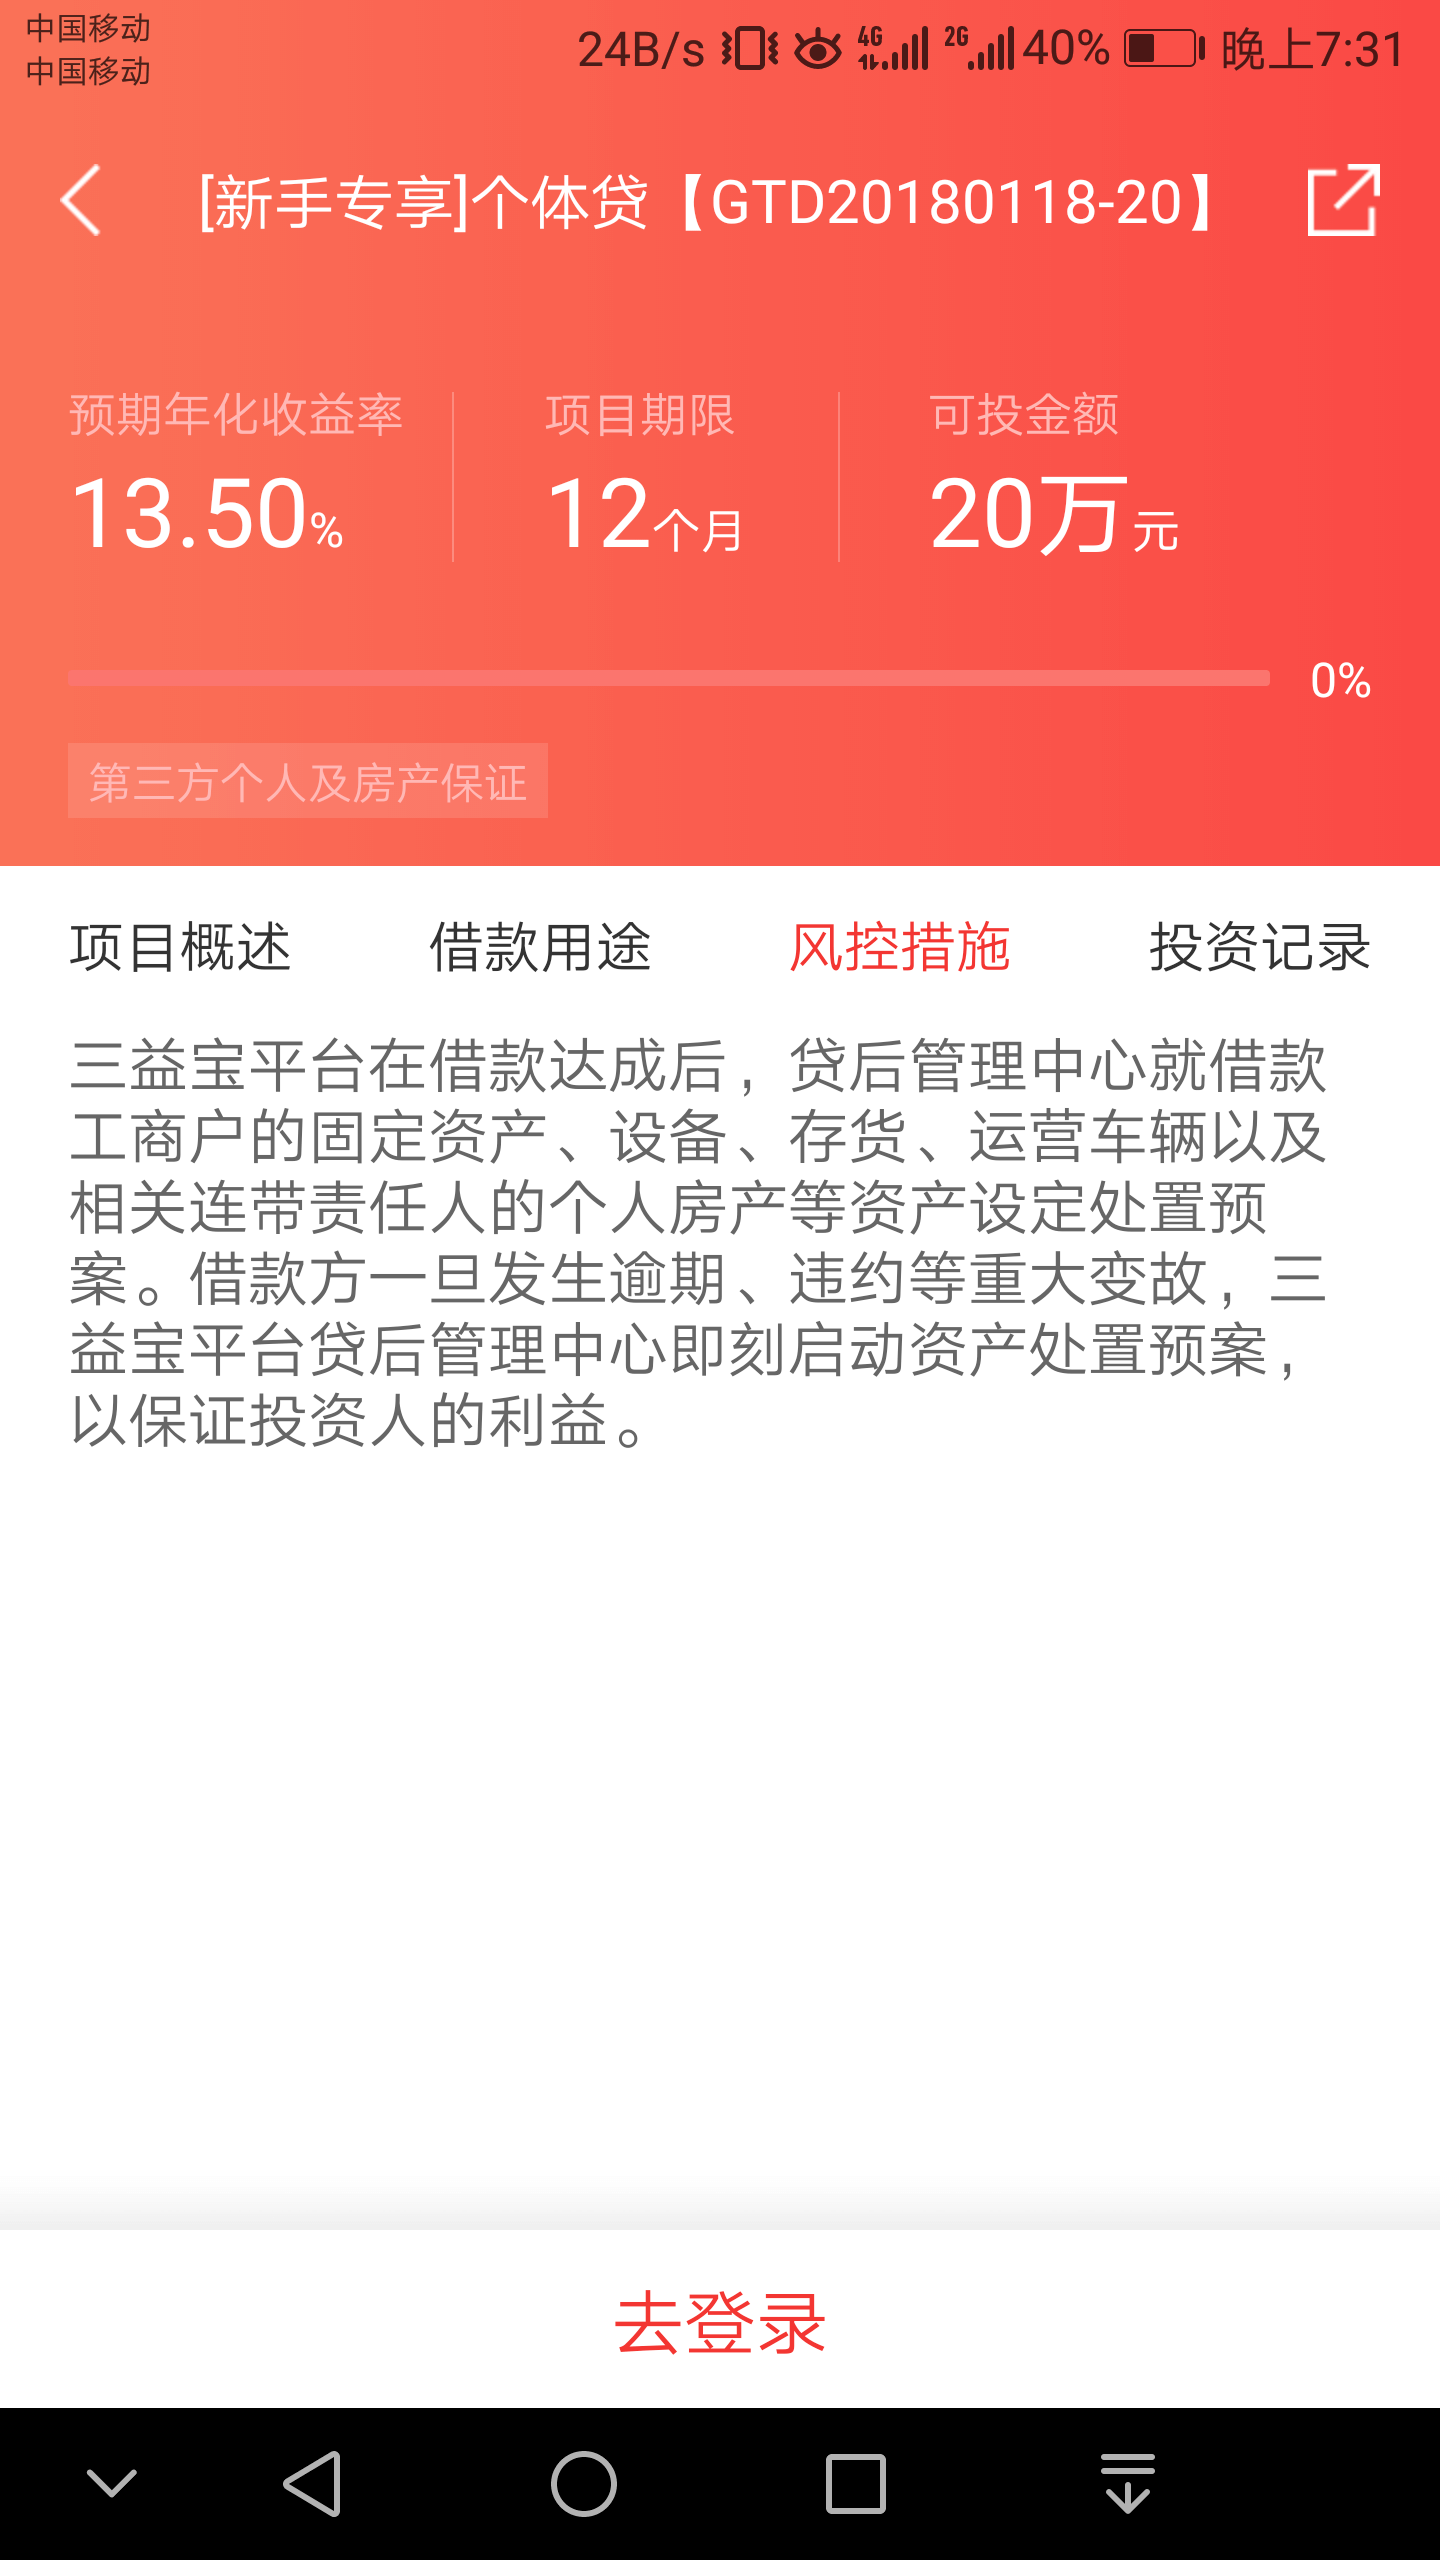 中国移动
中国移动
24B/s 4G 2G 40% 晚上7:31
[新手专享]个体贷【GTD20180118-20】
预期年化收益率 项目期限 可投金额
13.50% 12个月 20万元
0%
第三方个人及房产保证
项目概述 借款用途 风控措施 投资记录
三益宝平台在借款达成后，贷后管理中心就借款
工商户的固定资产、设备、存货、运营车辆以及
相关连带责任人的个人房产等资产设定处置预
案。借款方一旦发生逾期、违约等重大变故，三
益宝平台贷后管理中心即刻启动资产处置预案，
以保证投资人的利益。
去登录